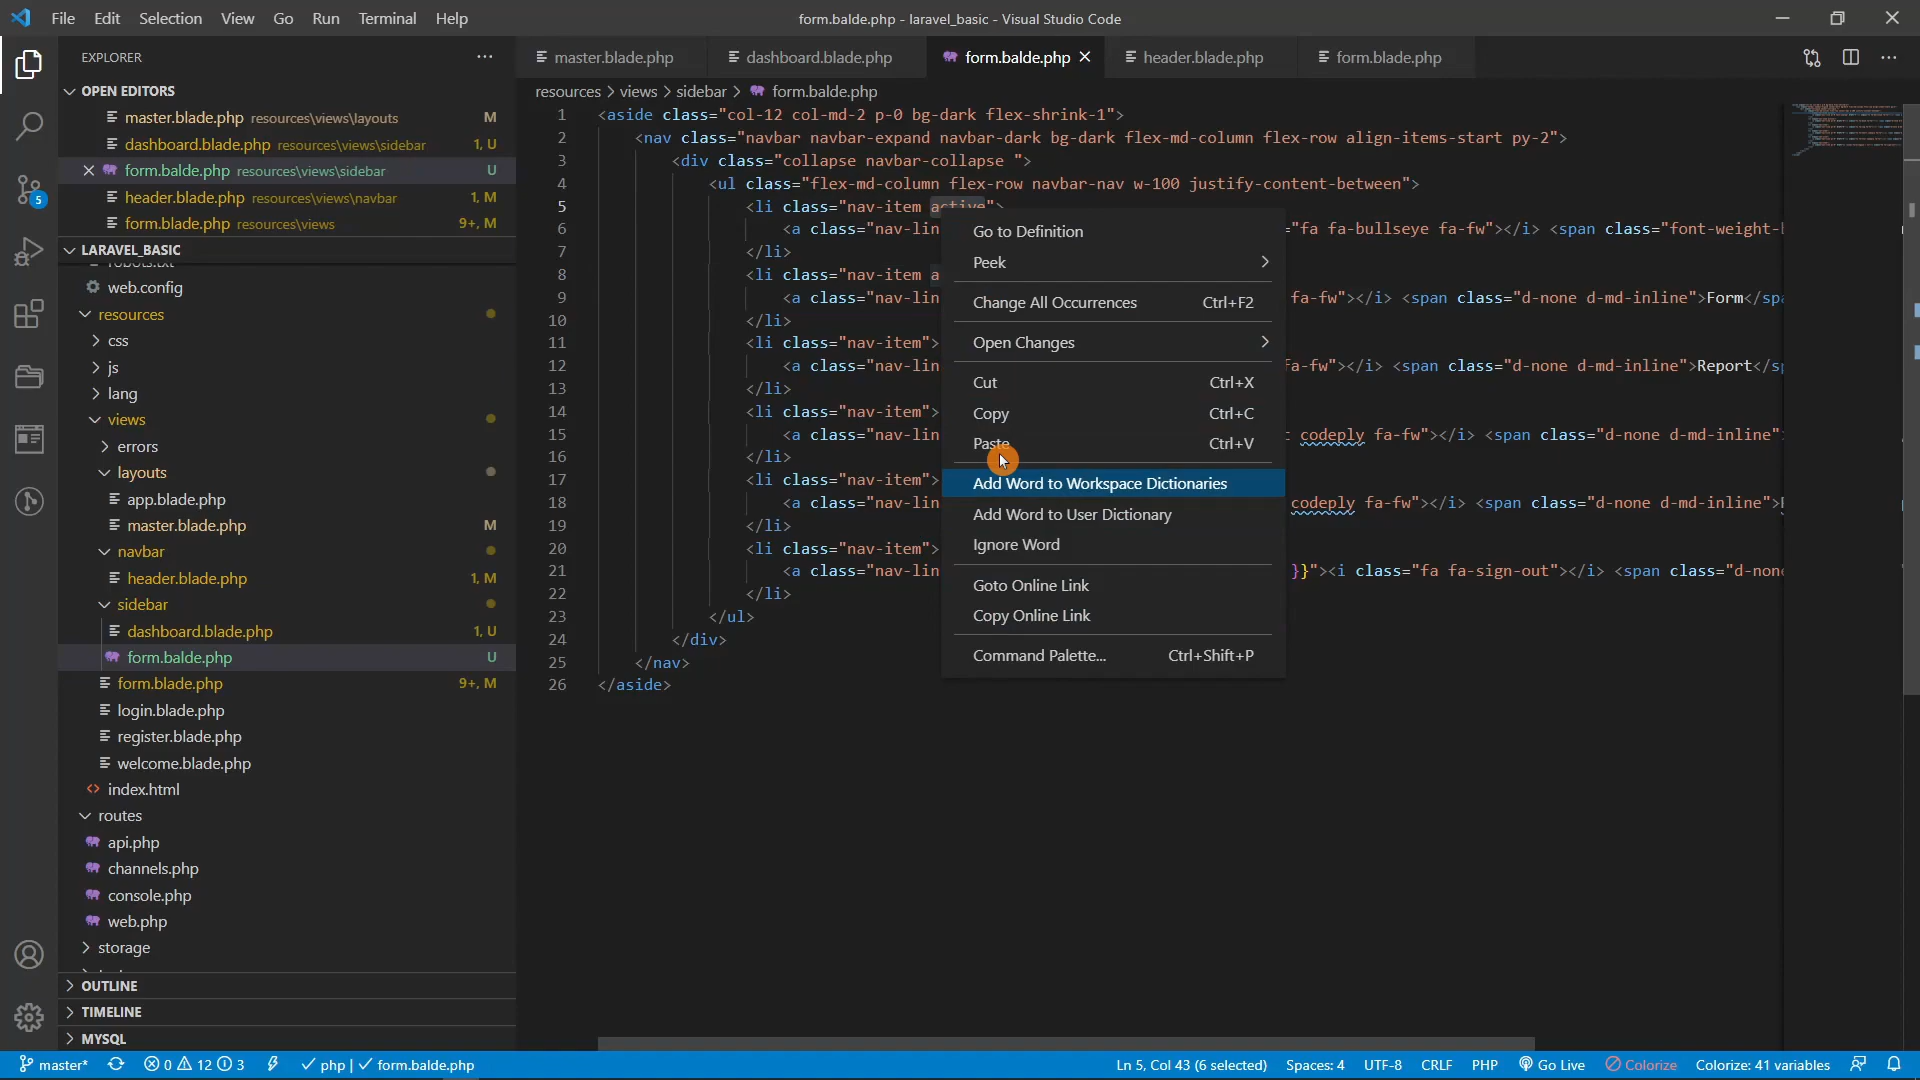 File Edit Selection View Go Run Terminal Help
form.balde.php - laravel_basic - Visual Studio Code
EXPLORER
OPEN EDITORS
master.blade.php resources\views\layouts M
dashboard.blade.php resources\views\sidebar 1, U
form.balde.php resources\views\sidebar U
header.blade.php resources\views\navbar 1, M
form.blade.php resources\views 9+, M
LARAVEL_BASIC
robots.txt
web.config
resources
css
js
lang
views
errors
layouts
app.blade.php
master.blade.php M
navbar
header.blade.php 1, M
sidebar
dashboard.blade.php 1, U
form.balde.php U
form.blade.php 9+, M
login.blade.php
register.blade.php
welcome.blade.php
index.html
routes
api.php
channels.php
console.php
web.php
storage
OUTLINE
TIMELINE
MYSQL
5
master.blade.php dashboard.blade.php form.balde.php header.blade.php form.blade.php
resources > views > sidebar > form.balde.php
1 <aside class="col-12 col-md-2 p-0 bg-dark flex-shrink-1">
2 <nav class="navbar navbar-expand navbar-dark bg-dark flex-md-column flex-row align-items-start py-2">
3 <div class="collapse navbar-collapse ">
4 <ul class="flex-md-column flex-row navbar-nav w-100 justify-content-between">
5 <li class="nav-item active">
6 <a class="nav-lin ="fa fa-bullseye fa-fw"></i> <span class="font-weight-
7 </li>
8 <li class="nav-item a
9 <a class="nav-lin fa-fw"></i> <span class="d-none d-md-inline">Form</spa
10 </li>
11 <li class="nav-item">
12 <a class="nav-lin fa-fw"></i> <span class="d-none d-md-inline">Report</sp
13 </li>
14 <li class="nav-item">
15 <a class="nav-lin t codeply fa-fw"></i> <span class="d-none d-md-inline">
16 </li>
17 <li class="nav-item">
18 <a class="nav-lin codeply fa-fw"></i> <span class="d-none d-md-inline">
19 </li>
20 <li class="nav-item">
21 <a class="nav-lin }}"><i class="fa fa-sign-out"></i> <span class="d-none
22 </li>
23 </ul>
24 </div>
25 </nav>
26 </aside>
Go to Definition
Peek
Change All Occurrences Ctrl+F2
Open Changes
Cut Ctrl+X
Copy Ctrl+C
Paste Ctrl+V
Add Word to Workspace Dictionaries
Add Word to User Dictionary
Ignore Word
Goto Online Link
Copy Online Link
Command Palette... Ctrl+Shift+P
master* 0 12 3 php | form.balde.php
Ln 5, Col 43 (6 selected) Spaces: 4 UTF-8 CRLF PHP Go Live Colorize Colorize: 41 variables